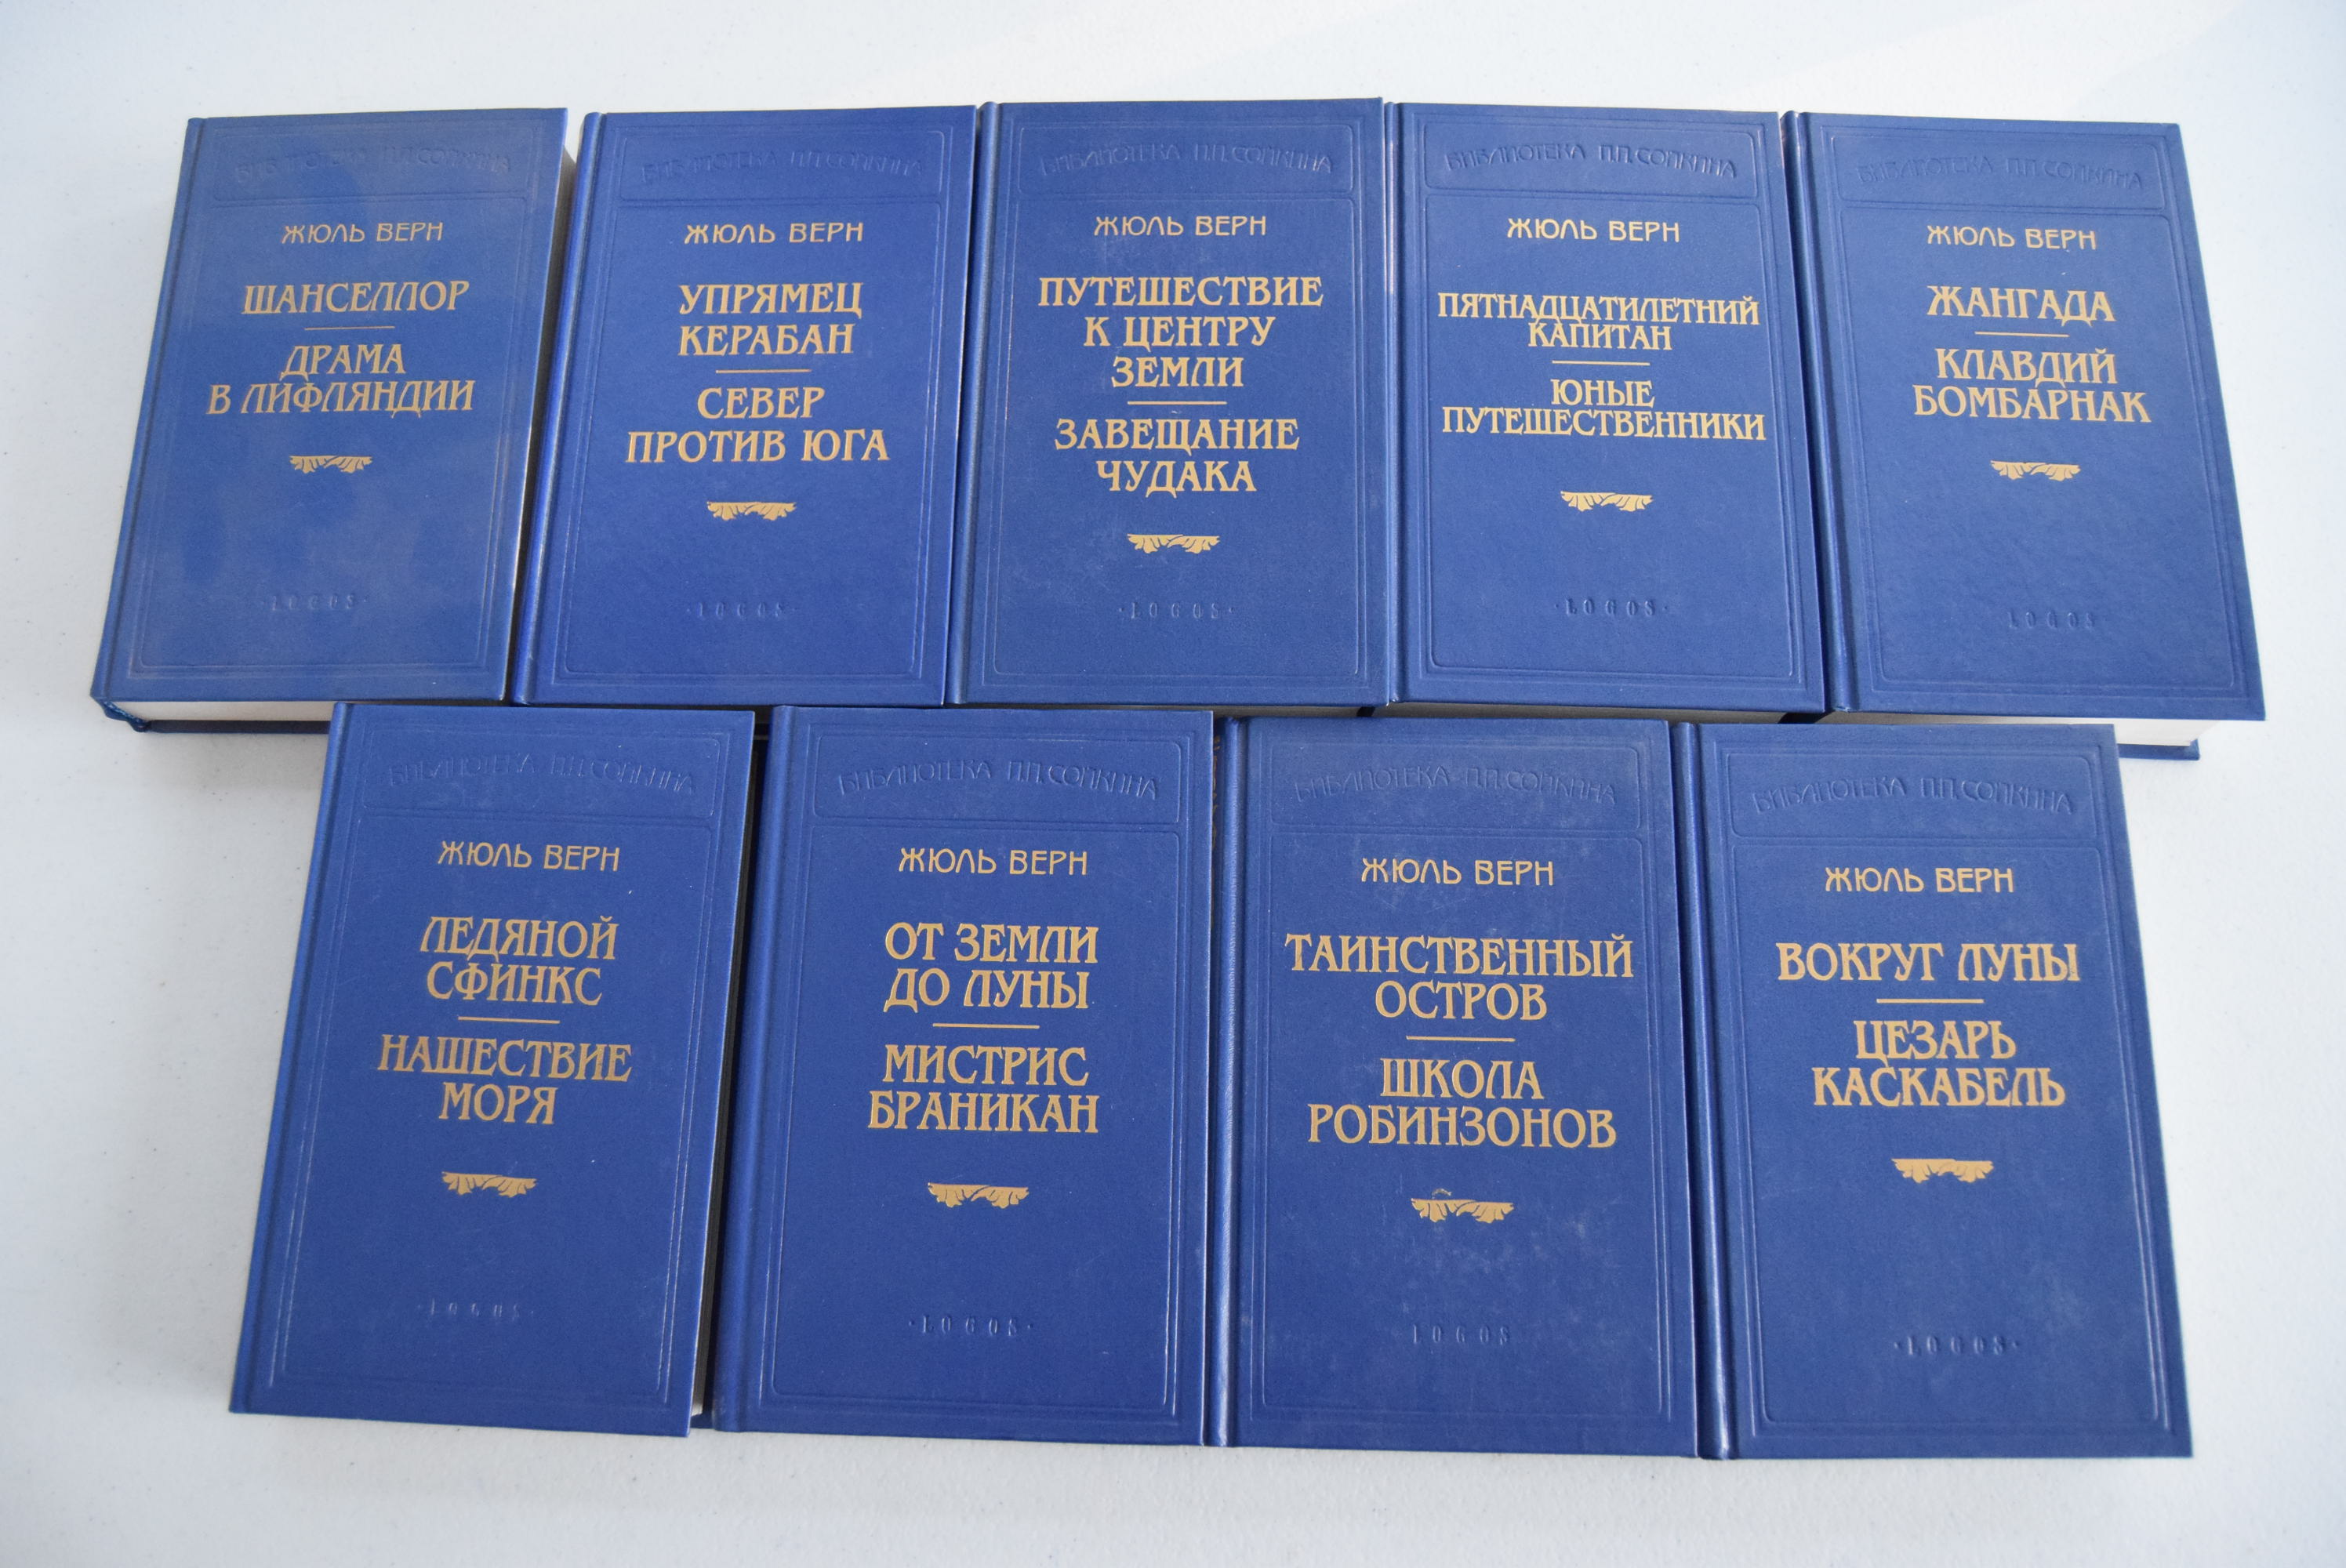 БИБЛИОТЕКА П.П.СОЙКИНА
ЖЮЛЬ ВЕРН
ШАНСЕЛЛОР
ДРАМА
В ЛИФЛЯНДИИ
·LOGOS·
БИБЛИОТЕКА П.П.СОЙКИНА
ЖЮЛЬ ВЕРН
УПРЯМЕЦ
КЕРАБАН
СЕВЕР
ПРОТИВ ЮГА
·LOGOS·
БИБЛИОТЕКА П.П.СОЙКИНА
ЖЮЛЬ ВЕРН
ПУТЕШЕСТВИЕ
К ЦЕНТРУ
ЗЕМЛИ
ЗАВЕЩАНИЕ
ЧУДАКА
·LOGOS·
БИБЛИОТЕКА П.П.СОЙКИНА
ЖЮЛЬ ВЕРН
ПЯТНАДЦАТИЛЕТНИЙ
КАПИТАН
ЮНЫЕ
ПУТЕШЕСТВЕННИКИ
·LOGOS·
БИБЛИОТЕКА П.П.СОЙКИНА
ЖЮЛЬ ВЕРН
ЖАНГАДА
КЛАВДИЙ
БОМБАРНАК
LOGOS
БИБЛИОТЕКА П.П.СОЙКИНА
ЖЮЛЬ ВЕРН
ЛЕДЯНОЙ
СФИНКС
НАШЕСТВИЕ
МОРЯ
·LOGOS·
БИБЛИОТЕКА П.П.СОЙКИНА
ЖЮЛЬ ВЕРН
ОТ ЗЕМЛИ
ДО ЛУНЫ
МИСТРИС
БРАНИКАН
·LOGOS·
БИБЛИОТЕКА П.П.СОЙКИНА
ЖЮЛЬ ВЕРН
ТАИНСТВЕННЫЙ
ОСТРОВ
ШКОЛА
РОБИНЗОНОВ
LOGOS
БИБЛИОТЕКА П.П.СОЙКИНА
ЖЮЛЬ ВЕРН
ВОКРУГ ЛУНЫ
ЦЕЗАРЬ
КАСКАБЕЛЬ
·LOGOS·